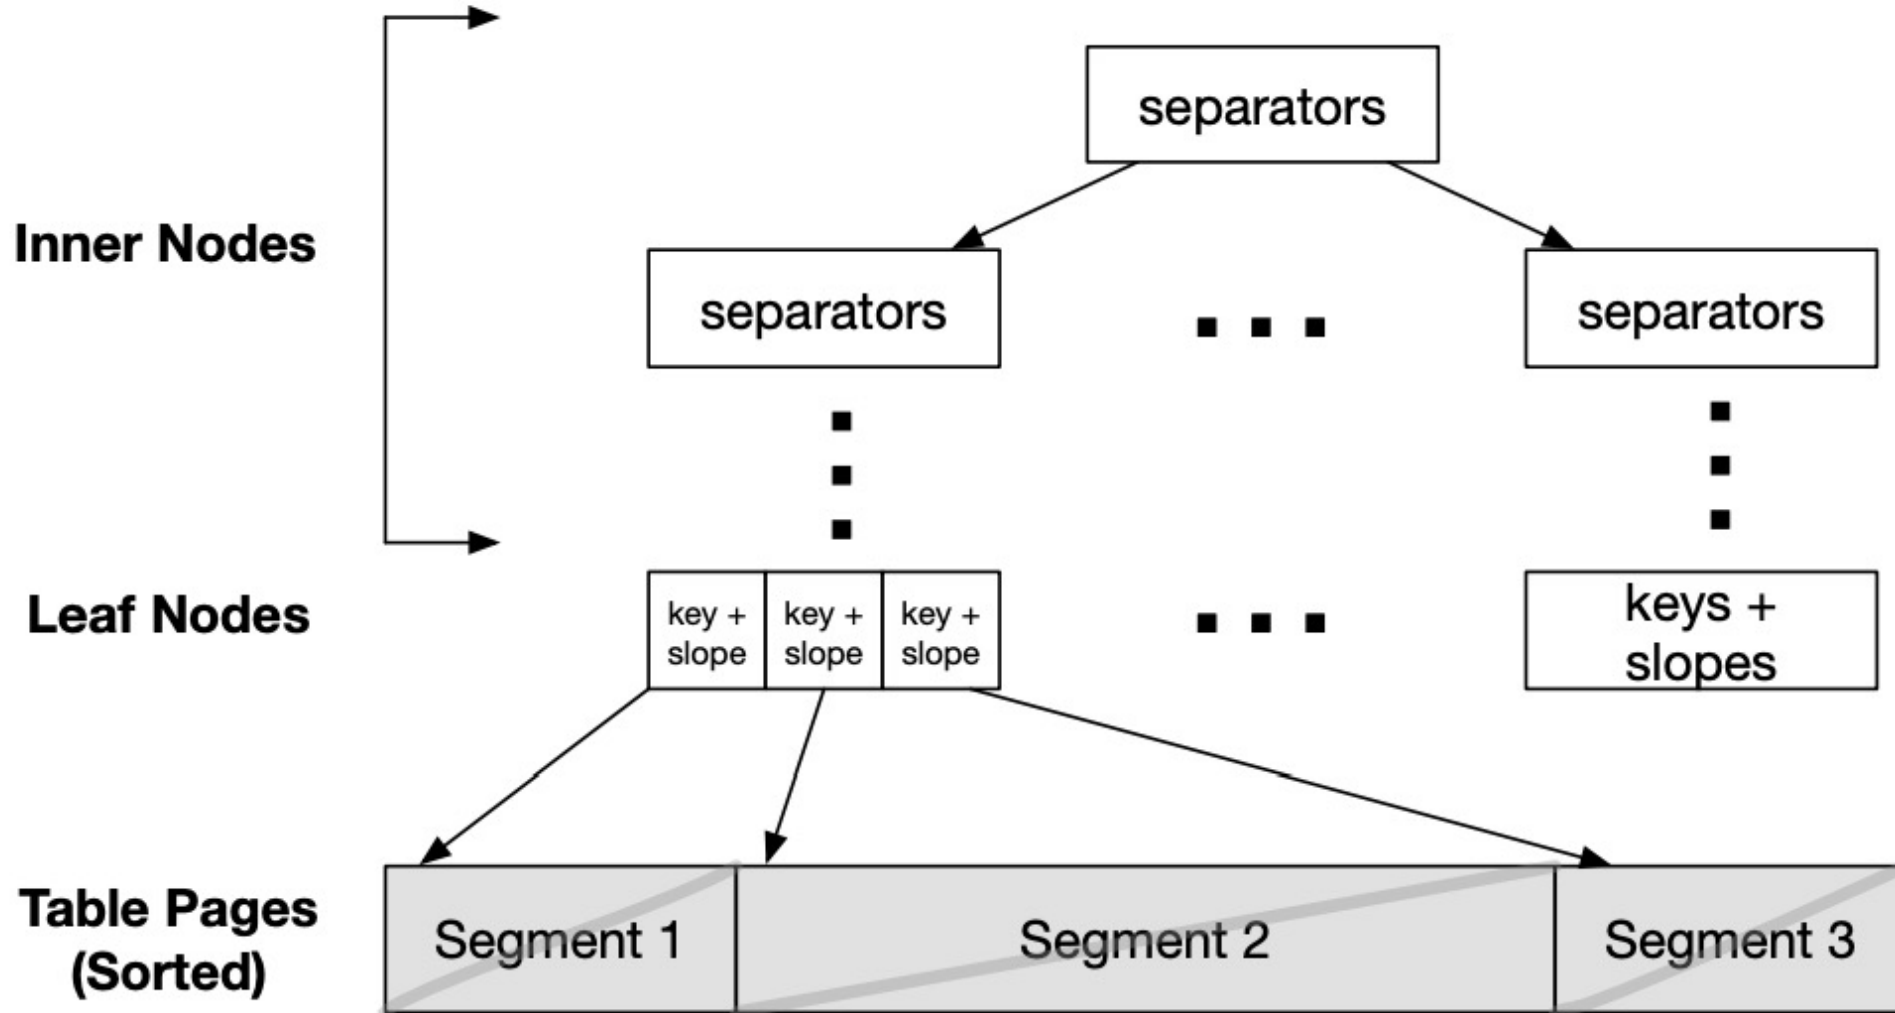 separators
Inner Nodes
separators
separators
Leaf Nodes
key +
slope
key +
slope
key +
slope
keys +
slopes
Table Pages
(Sorted)
Segment 1
Segment 2
Segment 3